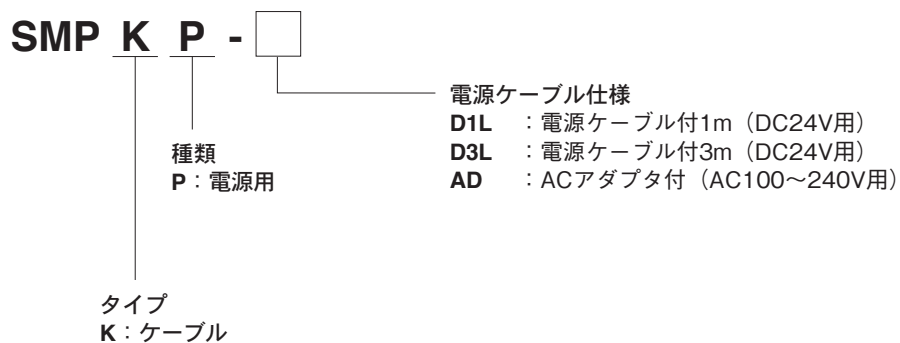 SMP K P -
電源ケーブル仕様
D1L ：電源ケーブル付1m（DC24V用）
D3L ：電源ケーブル付3m（DC24V用）
AD ：ACアダプタ付（AC100～240V用）
種類
P：電源用
タイプ
K：ケーブル